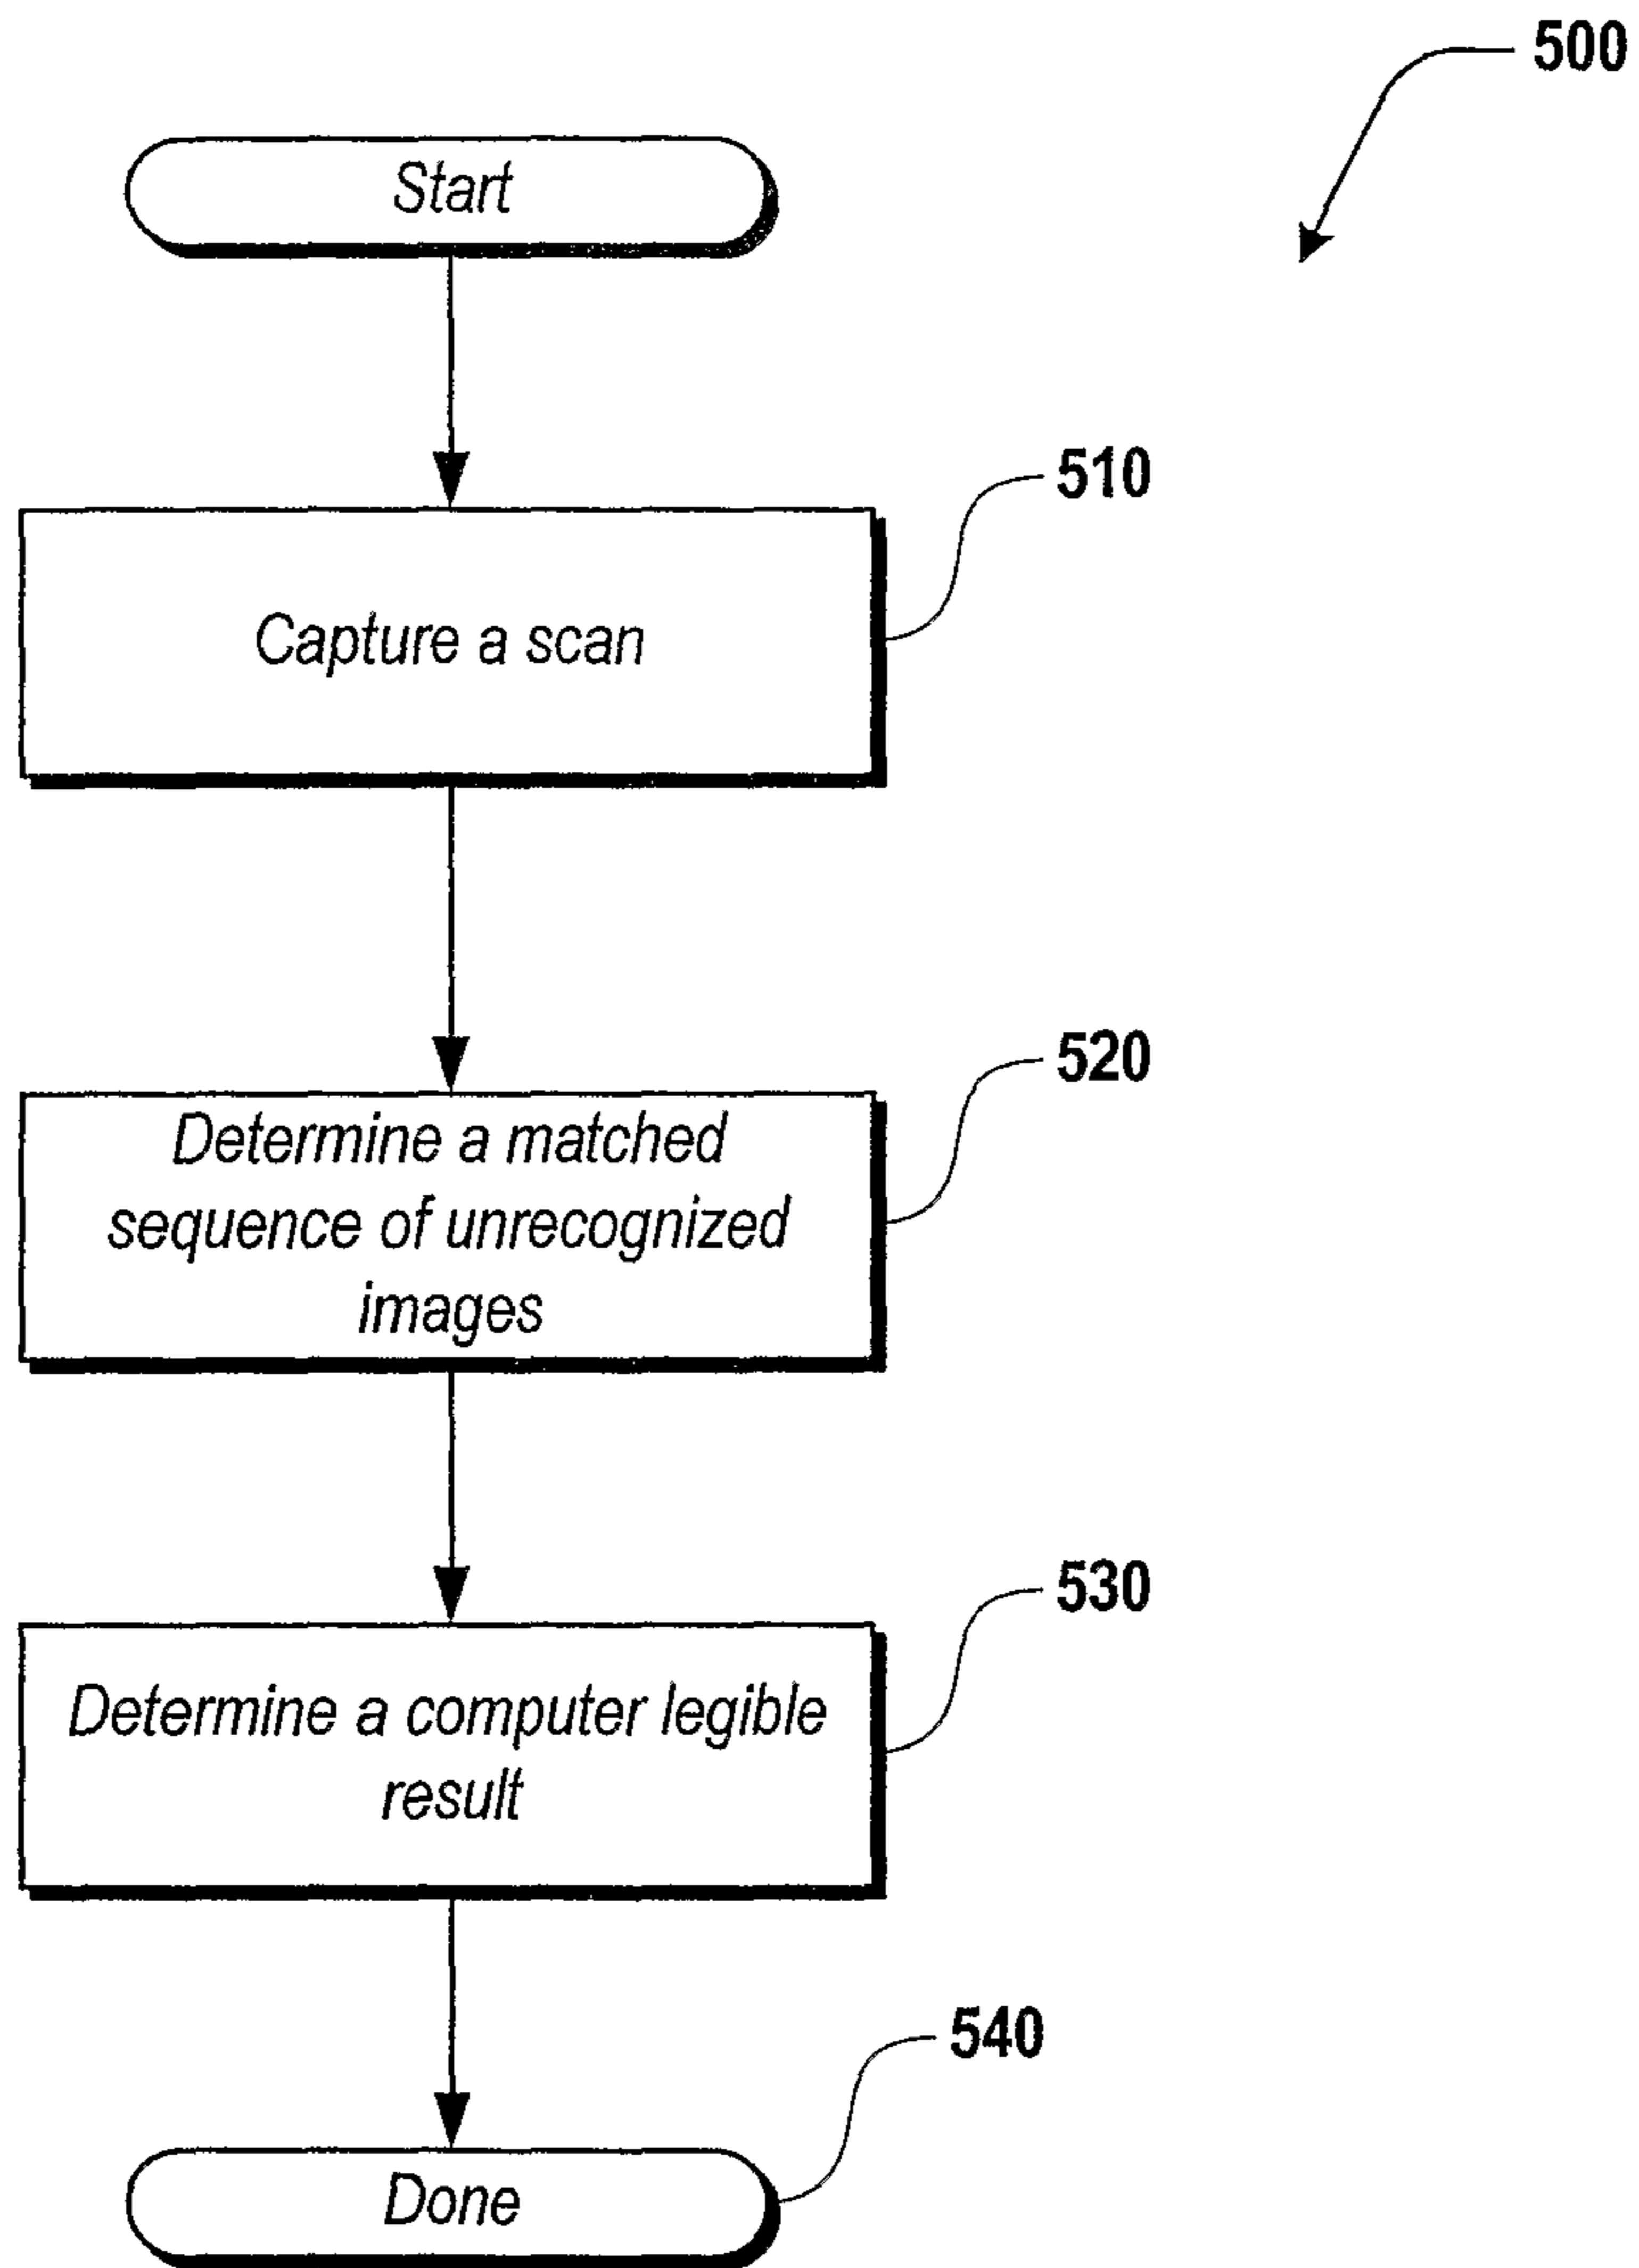 500
Start
510
Capture a scan
520
Determine a matched
sequence of unrecognized
images
530
Determine a computer legible
result
540
Done